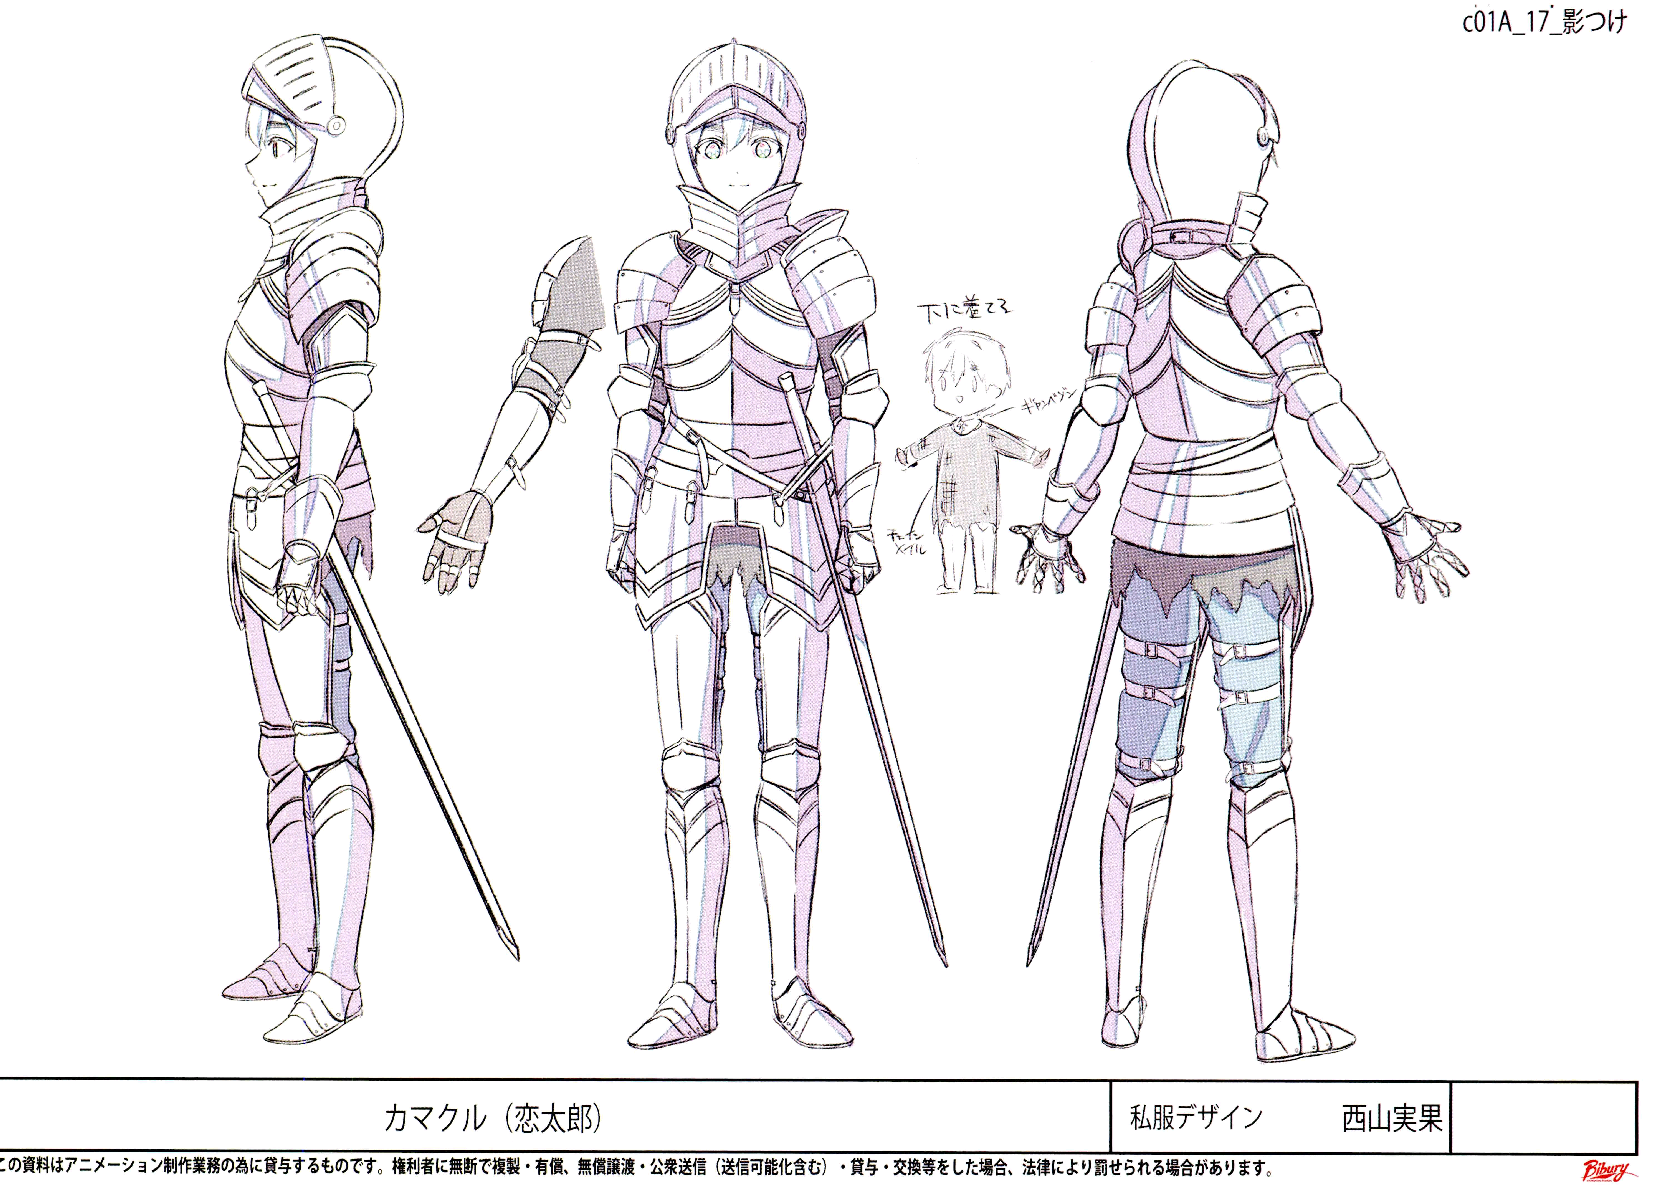 c01A_17_影つけ
下に着てる
ギャンベゾン
チェイン
メイル
カマクル（恋太郎）
私服デザイン
西山実果
この資料はアニメーション制作業務の為に貸与するものです。権利者に無断で複製・有償、無償譲渡・公衆送信（送信可能化含む）・貸与・交換等をした場合、法律により罰せられる場合があります。
Bibury